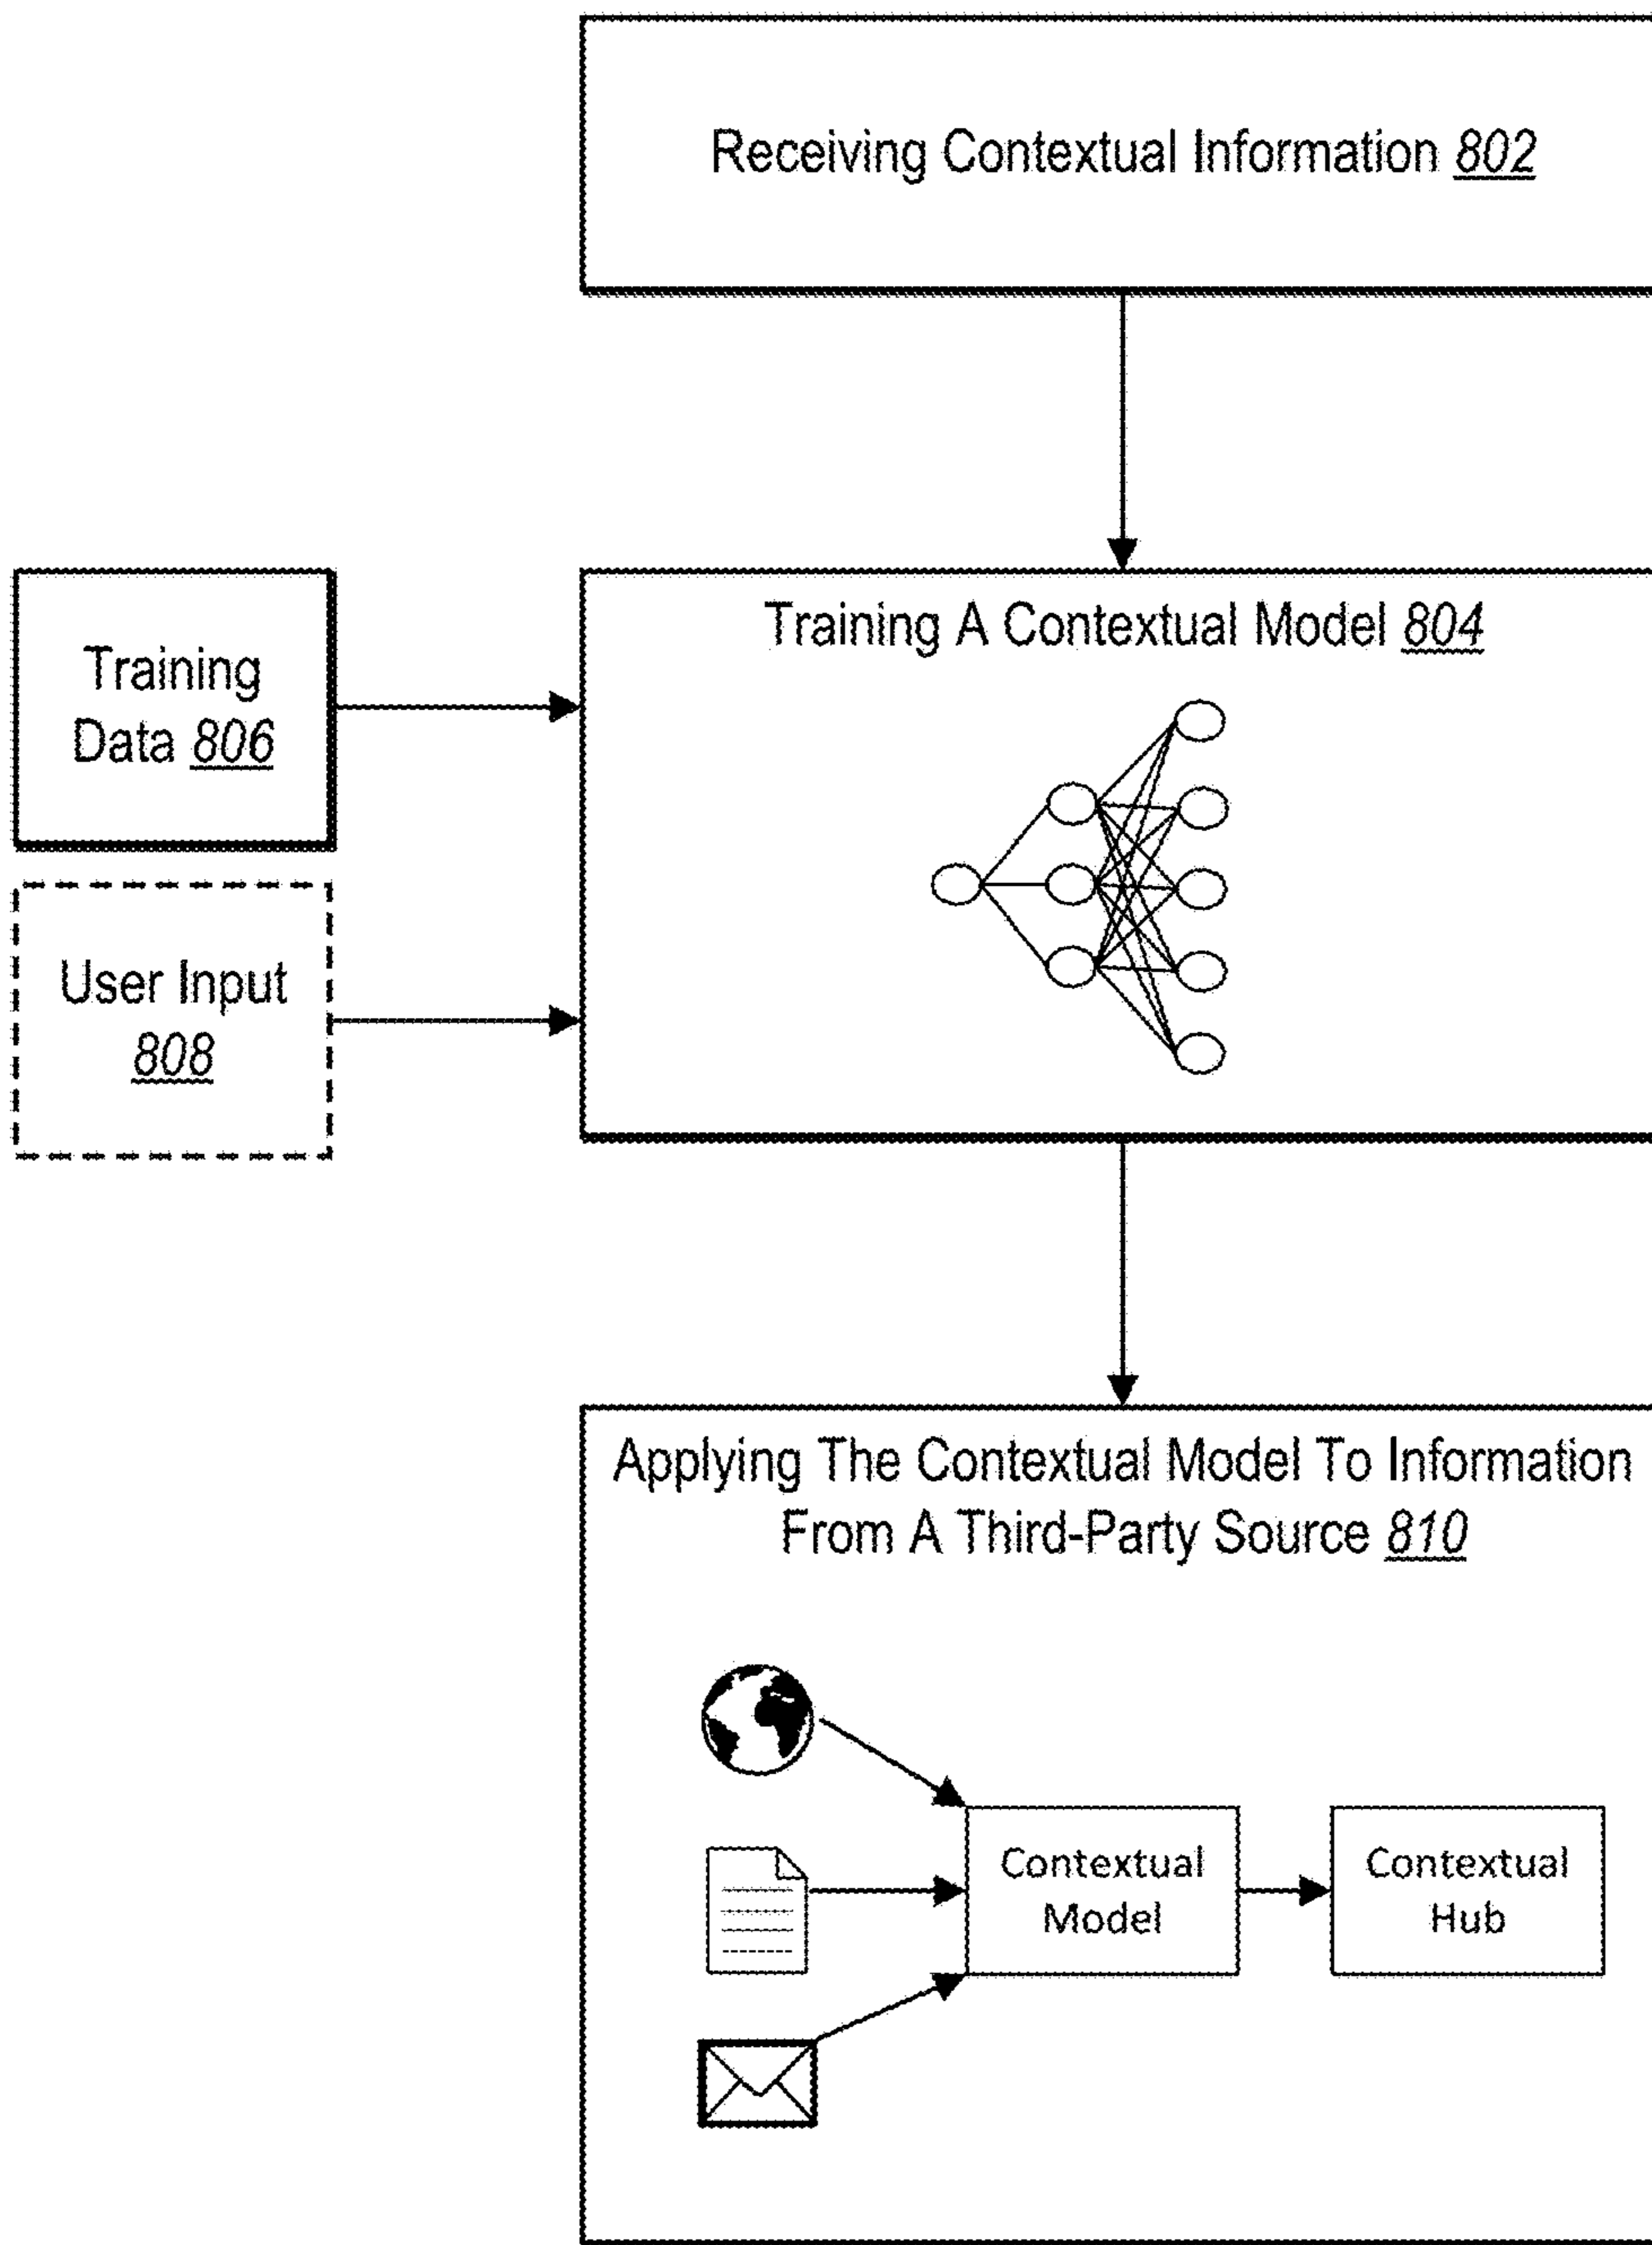 Receiving Contextual Information 802
Training A Contextual Model 804
Training
Data 806
User Input
808
Applying The Contextual Model To Information
From A Third-Party Source 810
Contextual
Model
Contextual
Hub